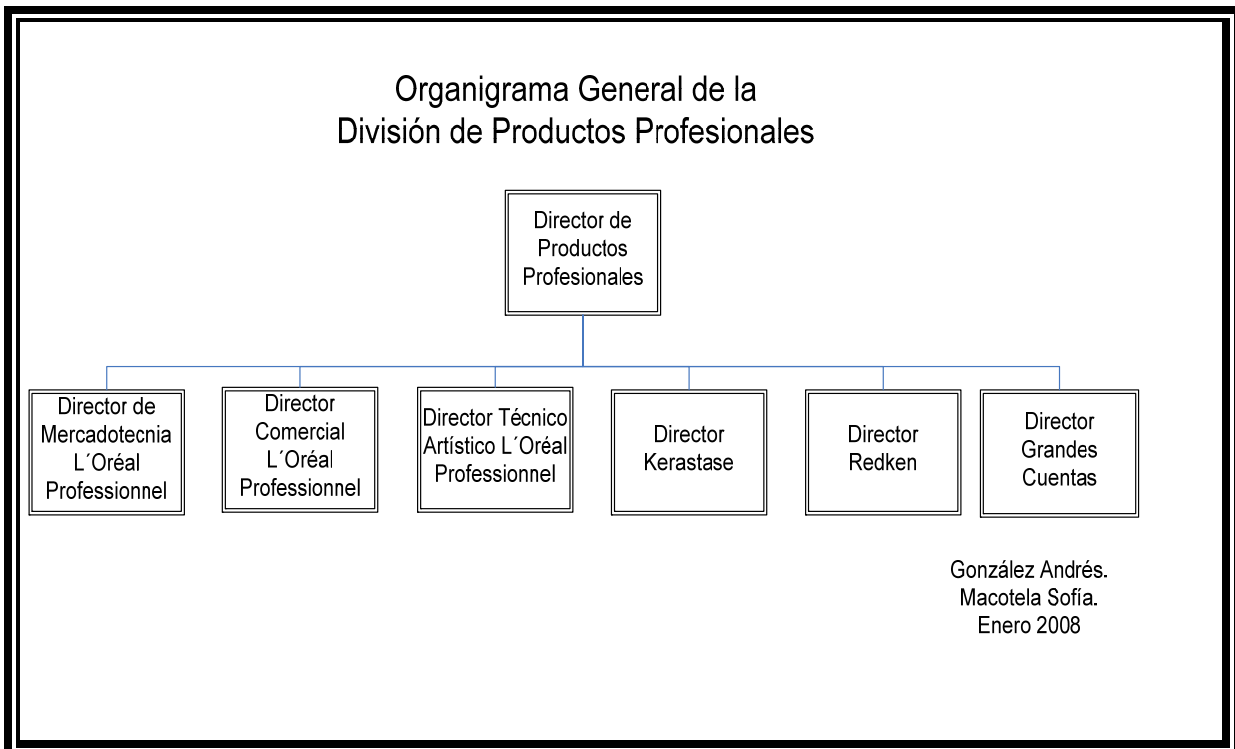 Organigrama General de la
División de Productos Profesionales
Director de
Productos
Profesionales
Director de
Mercadotecnia
L´Oréal
Professionnel
Director
Comercial
L´Oréal
Professionnel
Director Técnico
Artístico L´Oréal
Professionnel
Director
Kerastase
Director
Redken
Director
Grandes
Cuentas
González Andrés.
Macotela Sofía.
Enero 2008